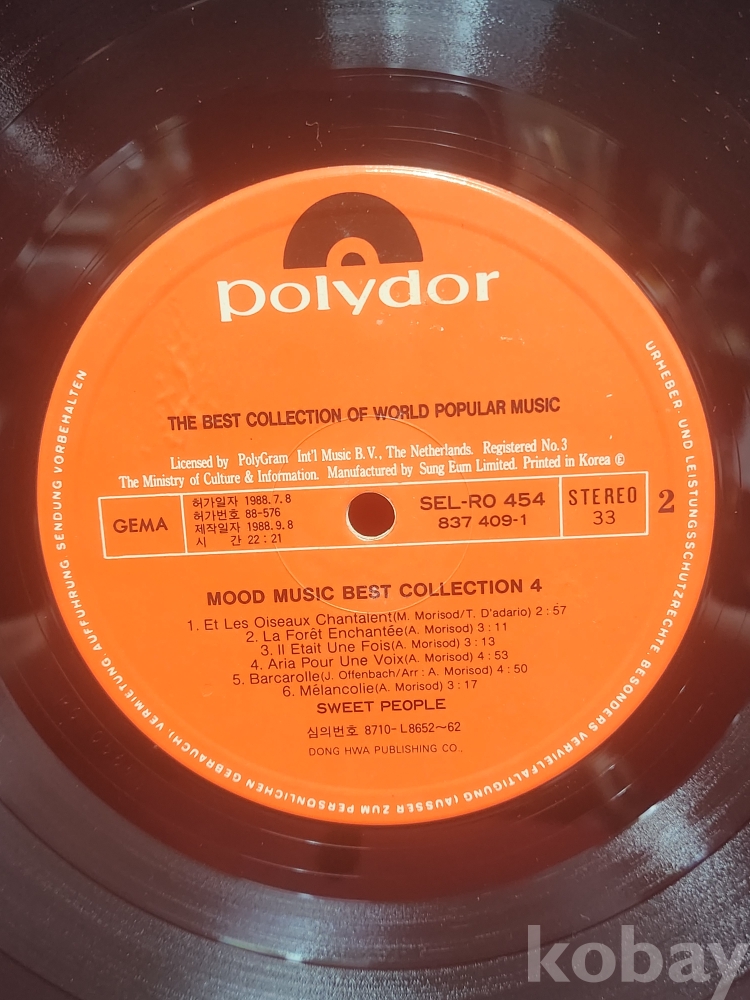 polydor
THE BEST COLLECTION OF WORLD POPULAR MUSIC
Licensed by PolyGram Int'l Music B.V., The Netherlands. Registered No.3
The Ministry of Culture & Information. Manufactured by Sung Eum Limited. Printed in Korea Ⓔ
GEMA
허가일자 1988.7.8
허가번호 88-576
제작일자 1988.9.8
시 간 22:21
SEL-RO 454
837 409-1
STEREO
33
2
MOOD MUSIC BEST COLLECTION 4
1. Et Les Oiseaux Chantaient(M. Morisod/T. D'adario) 2:57
2. La Forêt Enchantée(A. Morisod) 3:11
3. Il Etait Une Fois(A. Morisod) 3:13
4. Aria Pour Une Voix(A. Morisod) 4:53
5. Barcarolle(J. Offenbach/Arr: A. Morisod) 4:50
6. Mélancolie(A. Morisod) 3:17
SWEET PEOPLE
심의번호 8710-L8652~62
DONG HWA PUBLISHING CO.,
URHEBER- UND LEISTUNGSSCHUTZRECHTE, BESONDERS VERVIELFALTIGUNG (AUSSER ZUM PERSONLICHEN GEBRAUCH), VERMIETUNG, AUFFUHRUNG, SENDUNG VORBEHALTEN
kobay